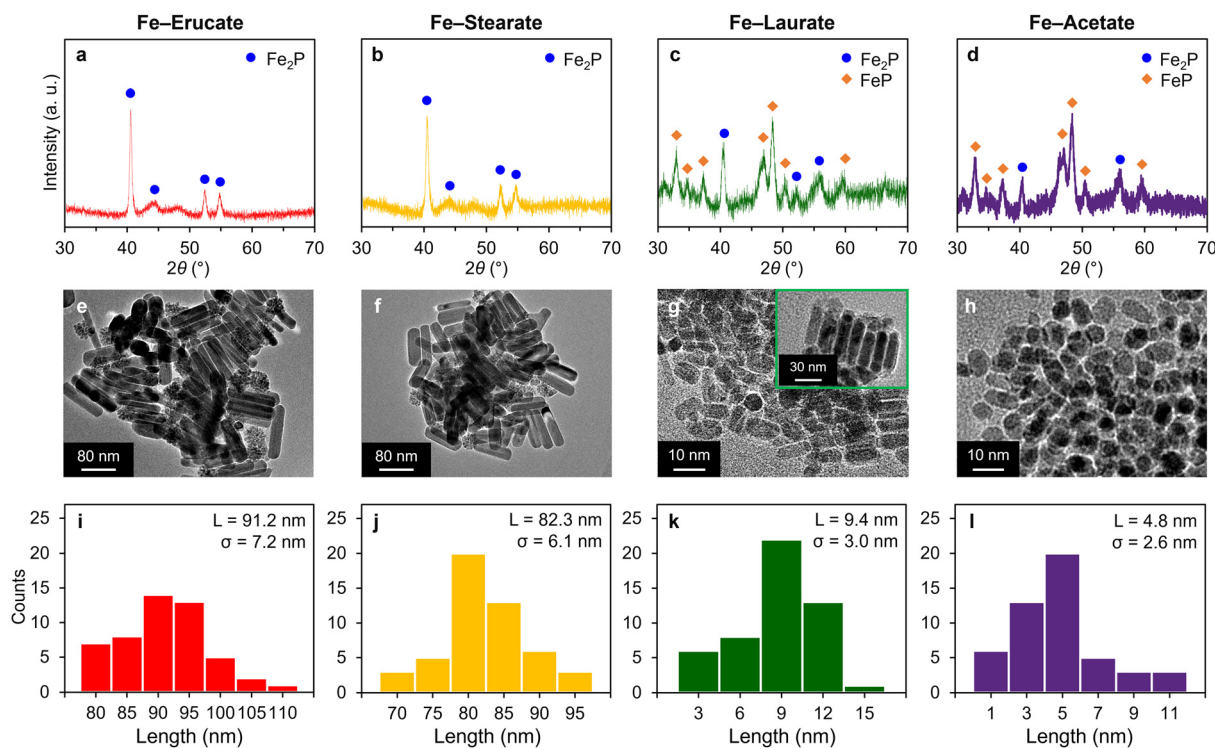 Fe–Erucate
Fe–Stearate
Fe–Laurate
Fe–Acetate
a
Fe₂P
b
Fe₂P
c
Fe₂P
FeP
d
Fe₂P
FeP
Intensity (a. u.)
30 40 50 60 70
30 40 50 60 70
30 40 50 60 70
30 40 50 60 70
2θ (°)
2θ (°)
2θ (°)
2θ (°)
e
80 nm
f
80 nm
g
30 nm
10 nm
h
10 nm
i
L = 91.2 nm
σ = 7.2 nm
j
L = 82.3 nm
σ = 6.1 nm
k
L = 9.4 nm
σ = 3.0 nm
l
L = 4.8 nm
σ = 2.6 nm
Counts
25
20
15
10
5
0
25
20
15
10
5
0
25
20
15
10
5
0
25
20
15
10
5
0
80 85 90 95 100 105 110
70 75 80 85 90 95
3 6 9 12 15
1 3 5 7 9 11
Length (nm)
Length (nm)
Length (nm)
Length (nm)